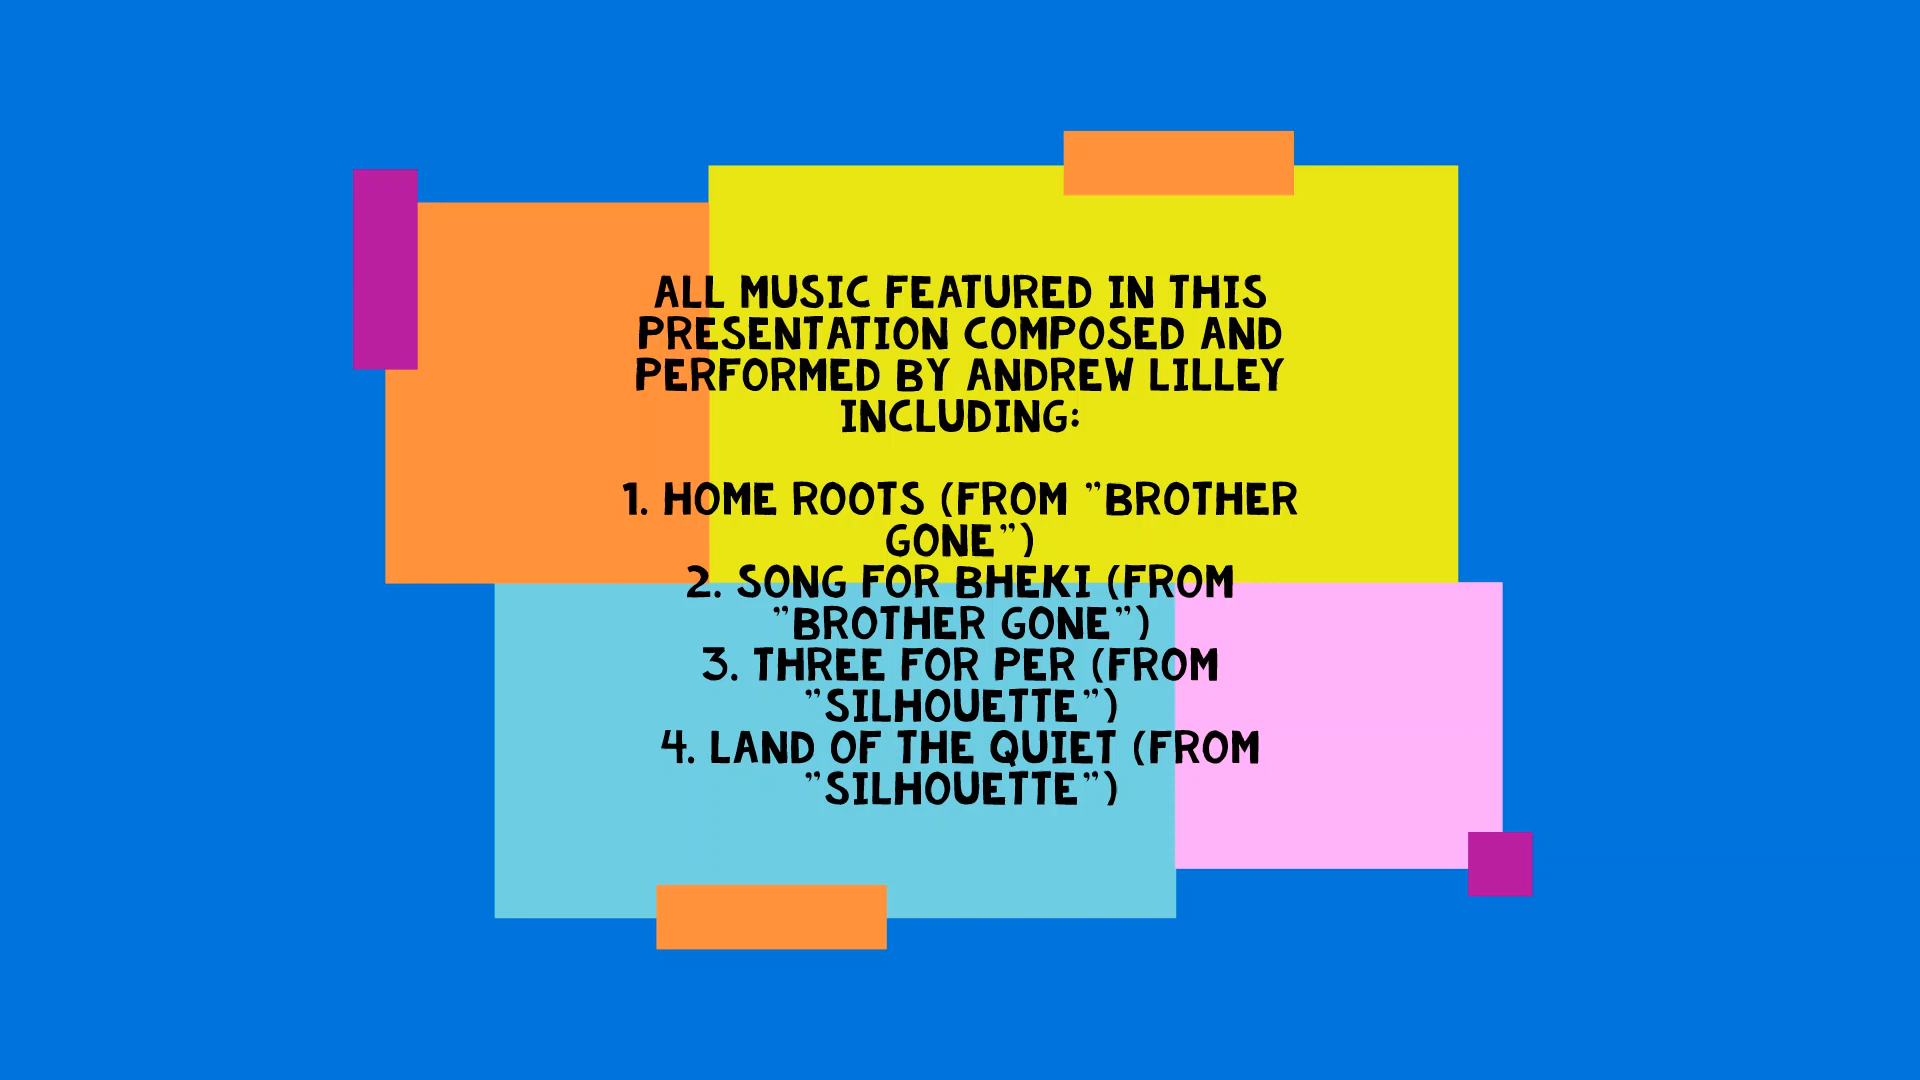 ALL MUSIC FEATURED IN THIS
PRESENTATION COMPOSED AND
PERFORMED BY ANDREW LILLEY
INCLUDING:
1. HOME ROOTS (FROM "BROTHER
GONE")
2. SONG FOR BHEKI (FROM
"BROTHER GONE")
3. THREE FOR PER (FROM
"SILHOUETTE")
4. LAND OF THE QUIET (FROM
"SILHOUETTE")